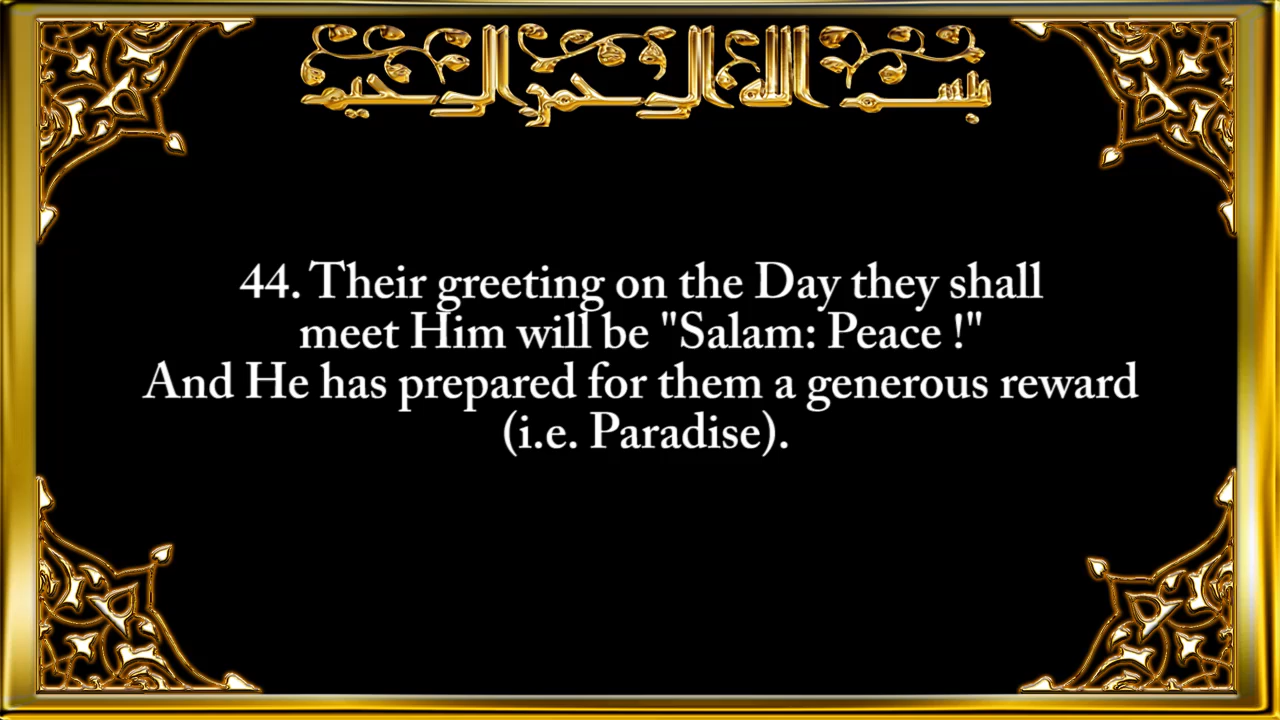 بسم الله الرحمن الرحيم
44. Their greeting on the Day they shall
meet Him will be "Salam: Peace !"
And He has prepared for them a generous reward
(i.e. Paradise).